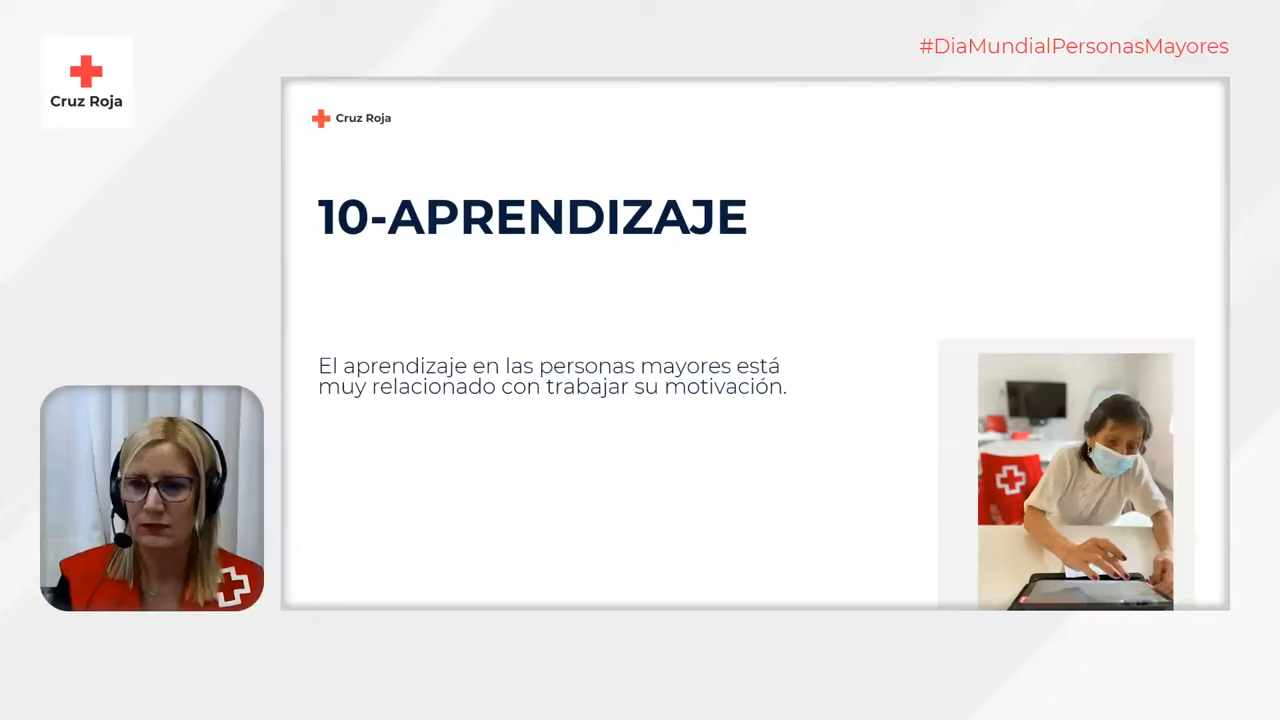 #DiaMundialPersonasMayores
Cruz Roja
Cruz Roja
10-APRENDIZAJE
El aprendizaje en las personas mayores está
muy relacionado con trabajar su motivación.